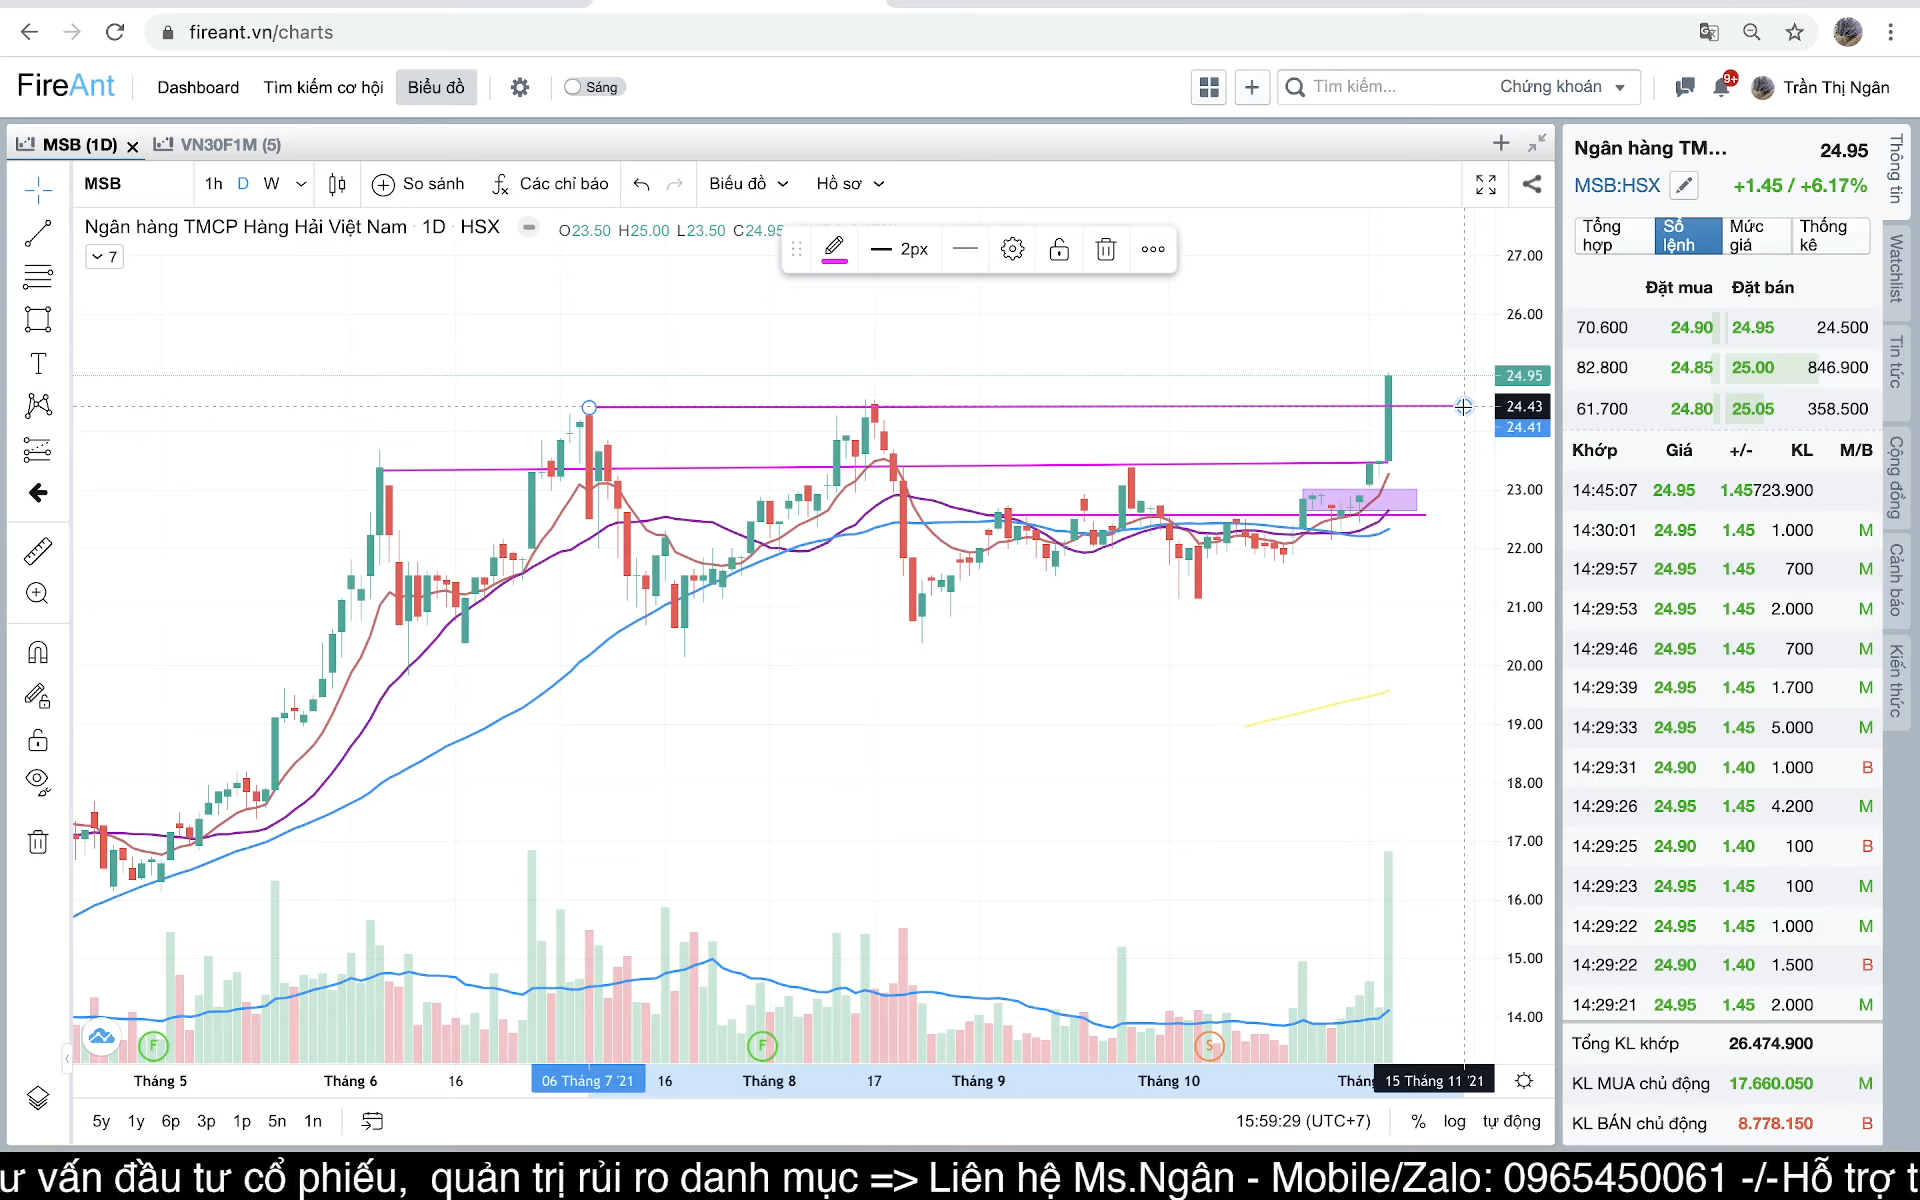 fireant.vn/charts
FireAnt Dashboard Tìm kiếm cơ hội Biểu đồ Sáng Tìm kiếm... Chứng khoán 9+ Trần Thị Ngân
MSB (1D) VN30F1M (5)
MSB 1h D W So sánh Các chỉ báo Biểu đồ Hồ sơ
Ngân hàng TMCP Hàng Hải Việt Nam · 1D · HSX O23.50 H25.00 L23.50 C24.95
7
2px
27.00
26.00
24.95
24.43
24.41
23.00
22.00
21.00
20.00
19.00
18.00
17.00
16.00
15.00
14.00
F F S
Tháng 5 Tháng 6 16 06 Tháng 7 '21 16 Tháng 8 17 Tháng 9 Tháng 10 15 Tháng 11 '21
5y 1y 6p 3p 1p 5n 1n 15:59:29 (UTC+7) % log tự động
Ngân hàng TM... 24.95
MSB:HSX +1.45 / +6.17%
Tổng hợp Sổ lệnh Mức giá Thống kê
Đặt mua Đặt bán
70.600 24.90 24.95 24.500
82.800 24.85 25.00 846.900
61.700 24.80 25.05 358.500
Khớp Giá +/- KL M/B
14:45:07 24.95 1.45 723.900
14:30:01 24.95 1.45 1.000 M
14:29:57 24.95 1.45 700 M
14:29:53 24.95 1.45 2.000 M
14:29:46 24.95 1.45 700 M
14:29:39 24.95 1.45 1.700 M
14:29:33 24.95 1.45 5.000 M
14:29:31 24.90 1.40 1.000 B
14:29:26 24.95 1.45 4.200 M
14:29:25 24.90 1.40 100 B
14:29:23 24.95 1.45 100 M
14:29:22 24.95 1.45 1.000 M
14:29:22 24.90 1.40 1.500 B
14:29:21 24.95 1.45 2.000 M
Tổng KL khớp 26.474.900
KL MUA chủ động 17.660.050 M
KL BÁN chủ động 8.778.150 B
Thông tin
Watchlist
Tin tức
Cộng đồng
Cảnh báo
Kiến thức
ư vấn đầu tư cổ phiếu, quản trị rủi ro danh mục => Liên hệ Ms.Ngân - Mobile/Zalo: 0965450061 -/-Hỗ trợ t